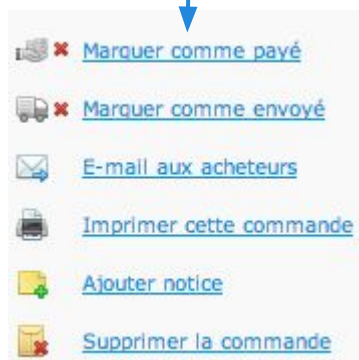 Marquer comme payé
Marquer comme envoyé
E-mail aux acheteurs
Imprimer cette commande
Ajouter notice
Supprimer la commande